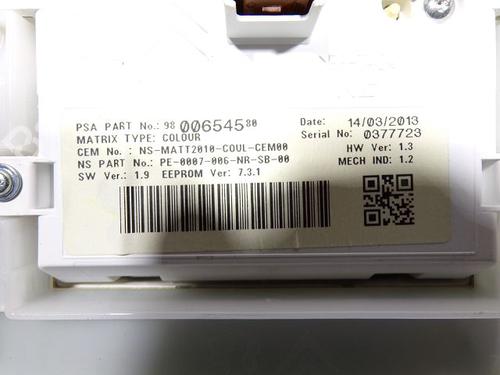 PSA PART No.: 98 006545 80
MATRIX TYPE: COLOUR
CEM No. : NS-MATT2010-COUL-CEM00
NS PART No.: PE-0007-006-NR-SB-00
SW Ver.: 1.9 EEPROM Ver: 7.3.1
Date: 14/03/2013
Serial No: 0377723
HW Ver: 1.3
MECH IND: 1.2